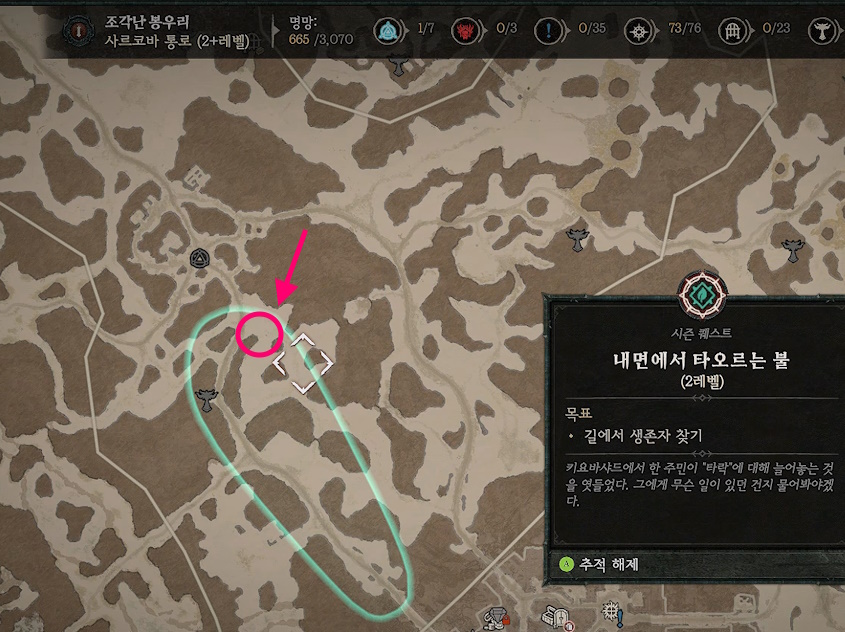 조각난 봉우리
사르코바 통로 (2+레벨)
명망:
665 /3,070
1/7
0/3
0/35
73/76
0/23
시즌 퀘스트
내면에서 타오르는 불
(2레벨)
목표
• 길에서 생존자 찾기
키요바샤드에서 한 주민이 "타락"에 대해 늘어놓는 것
을 엿들었다. 그에게 무슨 일이 있던 건지 물어봐야겠
다.
A 추적 해제